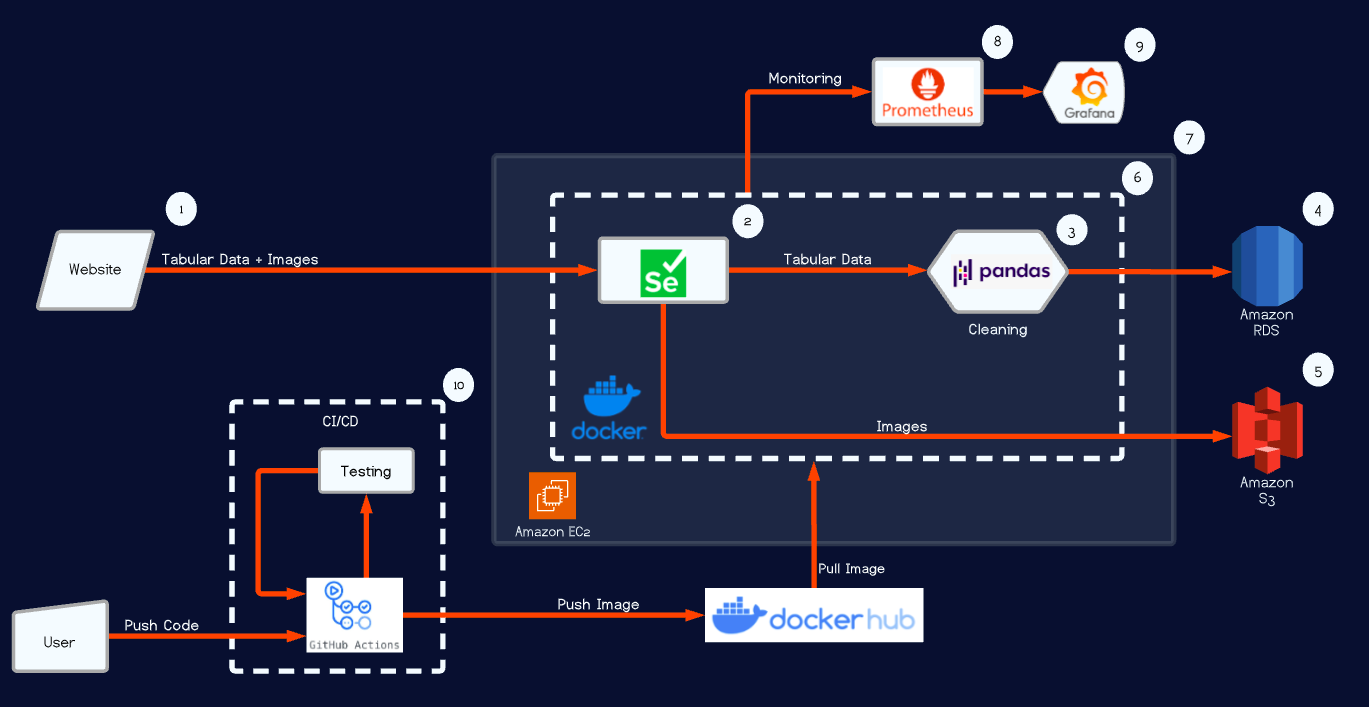 8
9
Monitoring
Prometheus
Grafana
7
6
1
2
3
4
Website
Tabular Data + Images
Se
Tabular Data
pandas
Cleaning
Amazon
RDS
5
10
CI/CD
docker
Images
Testing
Amazon
S3
Amazon EC2
Pull Image
User
Push Code
GitHub Actions
Push Image
dockerhub